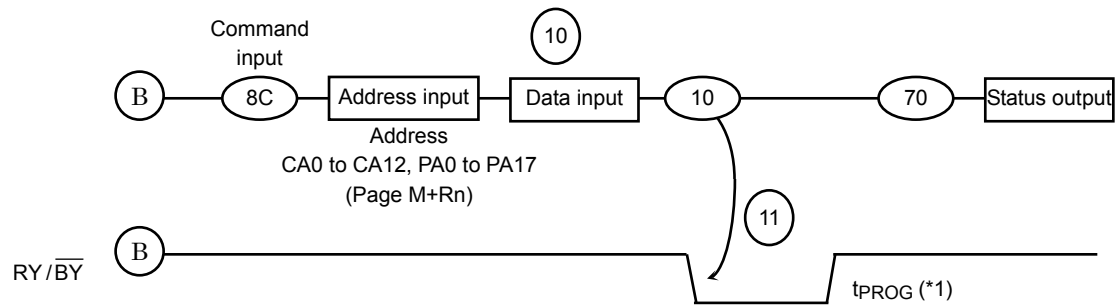 Command
input
10
B
8C
Address input
Data input
10
70
Status output
Address
CA0 to CA12, PA0 to PA17
(Page M+Rn)
11
B
RY/BY
tPROG (*1)